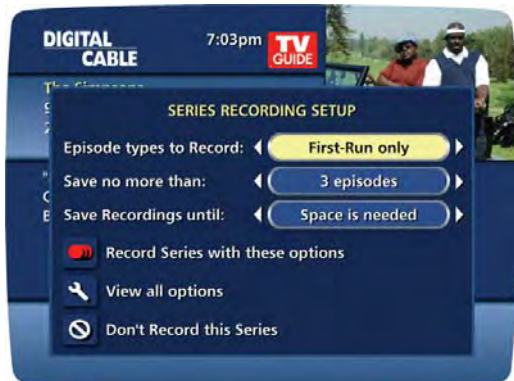 DIGITAL
CABLE
7:03pm
TV
GUIDE
The Simpsons
SERIES RECORDING SETUP
Episode types to Record: First-Run only
Save no more than: 3 episodes
Save Recordings until: Space is needed
Record Series with these options
View all options
Don't Record this Series